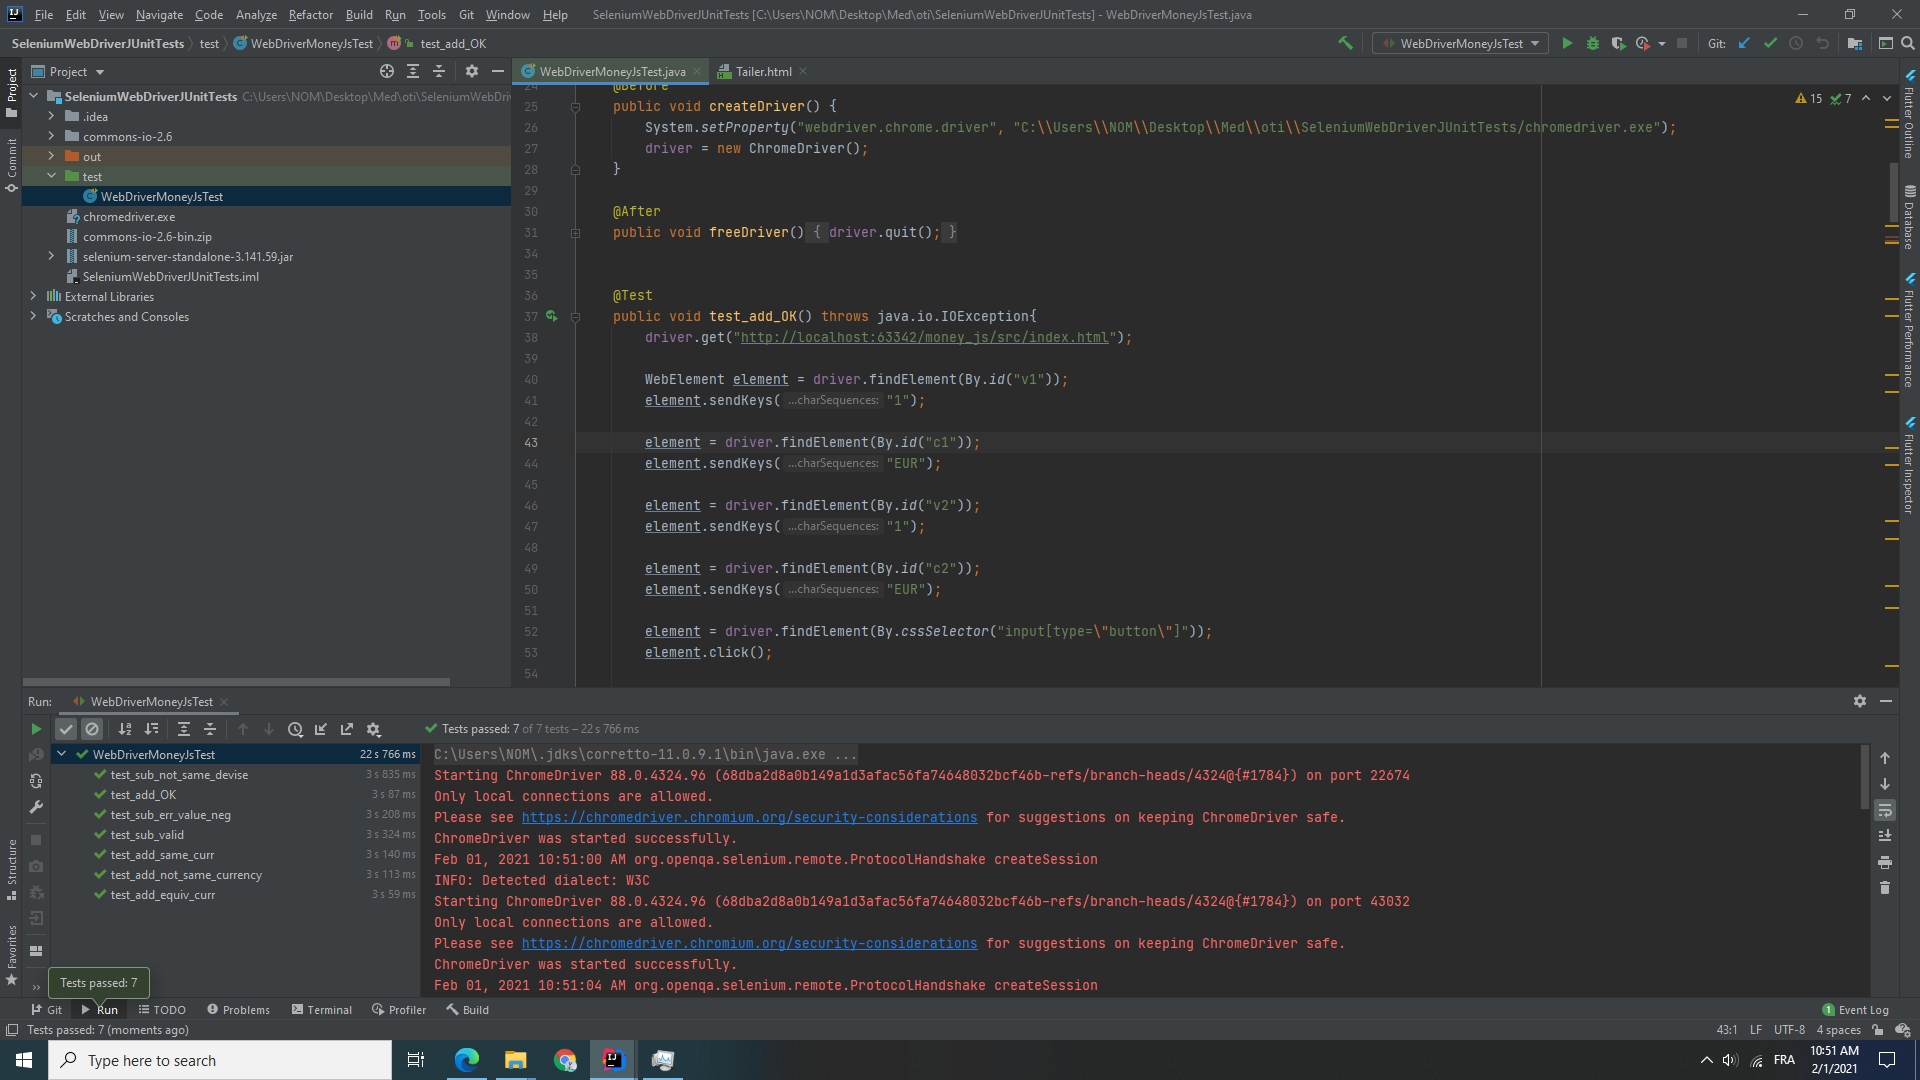 File Edit View Navigate Code Analyze Refactor Build Run Tools Git Window Help SeleniumWebDriverJUnitTests [C:\Users\NOM\Desktop\Med\oti\SeleniumWebDriverJUnitTests] - WebDriverMoneyJsTest.java
SeleniumWebDriverJUnitTests test WebDriverMoneyJsTest test_add_OK WebDriverMoneyJsTest Git:
Project
WebDriverMoneyJsTest.java Tailer.html
SeleniumWebDriverJUnitTests C:\Users\NOM\Desktop\Med\oti\SeleniumWebDri
.idea
commons-io-2.6
out
test
WebDriverMoneyJsTest
chromedriver.exe
commons-io-2.6-bin.zip
selenium-server-standalone-3.141.59.jar
SeleniumWebDriverJUnitTests.iml
External Libraries
Scratches and Consoles
Project
Commit
Structure
Favorites
15 7
24 @Before
25 public void createDriver() {
26 System.setProperty("webdriver.chrome.driver", "C:\\Users\\NOM\\Desktop\\Med\\oti\\SeleniumWebDriverJUnitTests/chromedriver.exe");
27 driver = new ChromeDriver();
28 }
29
30 @After
31 public void freeDriver() { driver.quit(); }
34
35
36 @Test
37 public void test_add_OK() throws java.io.IOException{
38 driver.get("http://localhost:63342/money_js/src/index.html");
39
40 WebElement element = driver.findElement(By.id("v1"));
41 element.sendKeys( ...charSequences: "1");
42
43 element = driver.findElement(By.id("c1"));
44 element.sendKeys( ...charSequences: "EUR");
45
46 element = driver.findElement(By.id("v2"));
47 element.sendKeys( ...charSequences: "1");
48
49 element = driver.findElement(By.id("c2"));
50 element.sendKeys( ...charSequences: "EUR");
51
52 element = driver.findElement(By.cssSelector("input[type=\"button\"]"));
53 element.click();
54
Flutter Outline
Database
Flutter Performance
Flutter Inspector
Run: WebDriverMoneyJsTest
Tests passed: 7 of 7 tests – 22 s 766 ms
WebDriverMoneyJsTest 22 s 766 ms
test_sub_not_same_devise 3 s 835 ms
test_add_OK 3 s 87 ms
test_sub_err_value_neg 3 s 208 ms
test_sub_valid 3 s 324 ms
test_add_same_curr 3 s 140 ms
test_add_not_same_currency 3 s 113 ms
test_add_equiv_curr 3 s 59 ms
C:\Users\NOM\.jdks\corretto-11.0.9.1\bin\java.exe ...
Starting ChromeDriver 88.0.4324.96 (68dba2d8a0b149a1d3afac56fa74648032bcf46b-refs/branch-heads/4324@{#1784}) on port 22674
Only local connections are allowed.
Please see https://chromedriver.chromium.org/security-considerations for suggestions on keeping ChromeDriver safe.
ChromeDriver was started successfully.
Feb 01, 2021 10:51:00 AM org.openqa.selenium.remote.ProtocolHandshake createSession
INFO: Detected dialect: W3C
Starting ChromeDriver 88.0.4324.96 (68dba2d8a0b149a1d3afac56fa74648032bcf46b-refs/branch-heads/4324@{#1784}) on port 43032
Only local connections are allowed.
Please see https://chromedriver.chromium.org/security-considerations for suggestions on keeping ChromeDriver safe.
ChromeDriver was started successfully.
Feb 01, 2021 10:51:04 AM org.openqa.selenium.remote.ProtocolHandshake createSession
Tests passed: 7
Git Run TODO Problems Terminal Profiler Build 1 Event Log
Tests passed: 7 (moments ago) 43:1 LF UTF-8 4 spaces
Type here to search
FRA
10:51 AM
2/1/2021